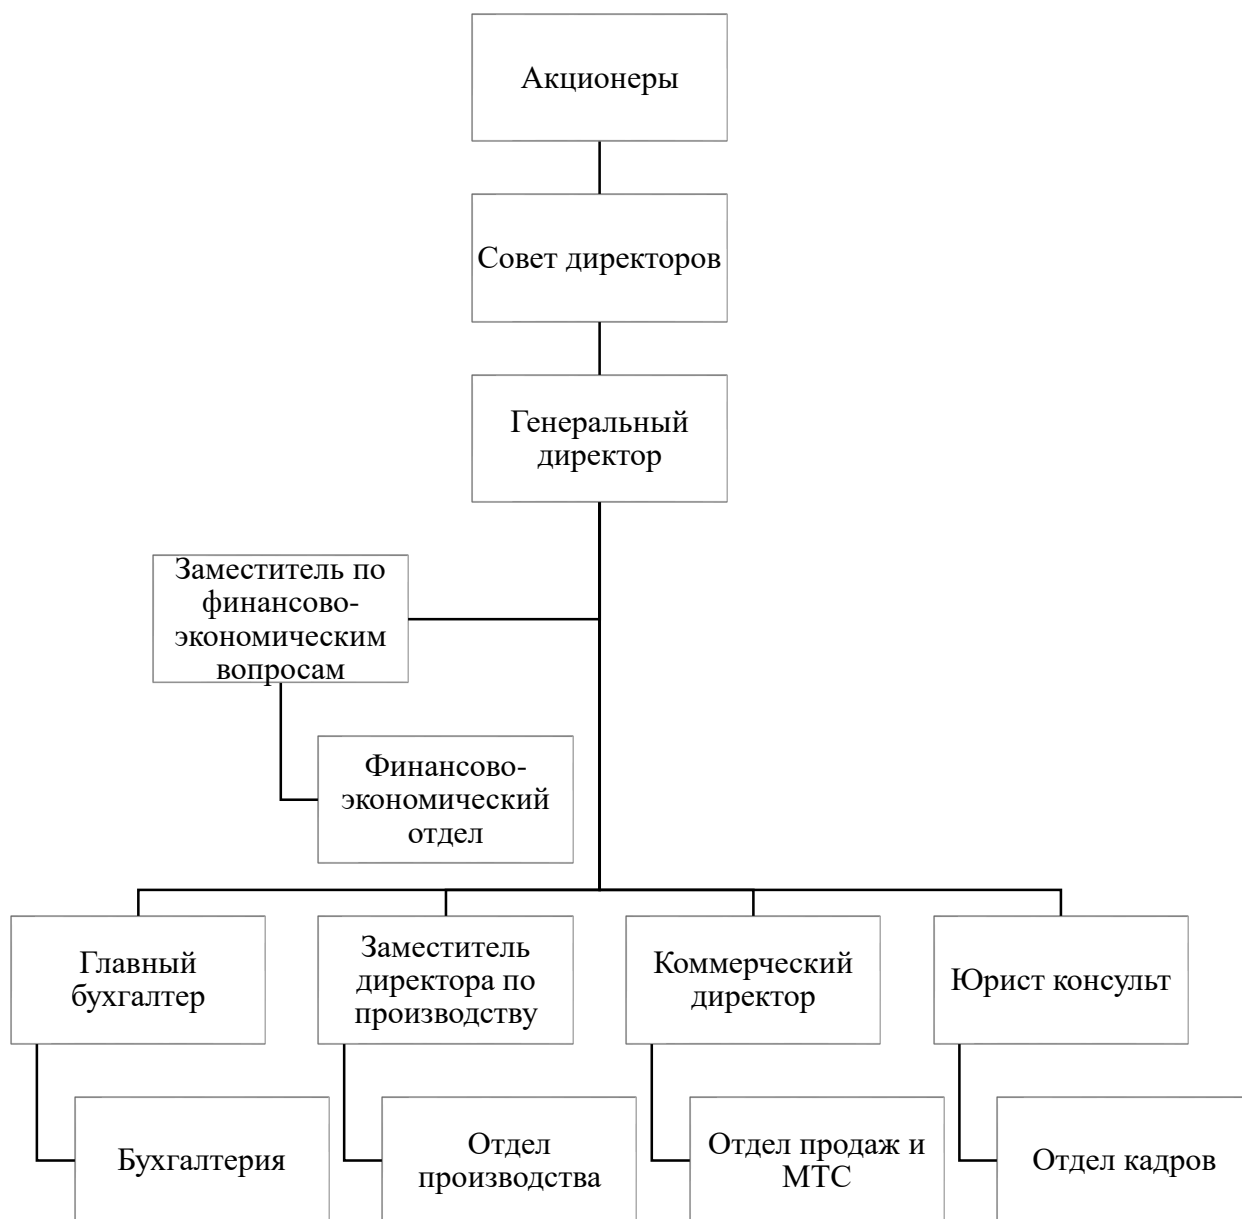 Акционеры
Совет директоров
Генеральный
директор
Заместитель по
финансово-
экономическим
вопросам
Финансово-
экономический
отдел
Главный
бухгалтер
Заместитель
директора по
производству
Коммерческий
директор
Юрист консульт
Бухгалтерия
Отдел
производства
Отдел продаж и
МТС
Отдел кадров